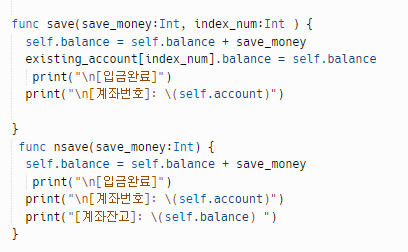 func save(save_money:Int, index_num:Int ) {
self.balance = self.balance + save_money
existing_account[index_num].balance = self.balance
print("\n[입금완료]")
print("\n[계좌번호]: \(self.account)")
}
func nsave(save_money:Int) {
self.balance = self.balance + save_money
print("\n[입금완료]")
print("\n[계좌번호]: \(self.account)")
print("[계좌잔고]: \(self.balance) ")
}